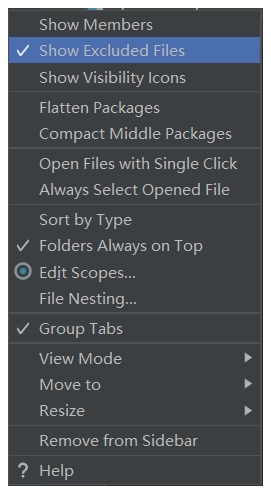 Show Members
Show Excluded Files
Show Visibility Icons
Flatten Packages
Compact Middle Packages
Open Files with Single Click
Always Select Opened File
Sort by Type
Folders Always on Top
Edit Scopes...
File Nesting...
Group Tabs
View Mode
Move to
Resize
Remove from Sidebar
? Help